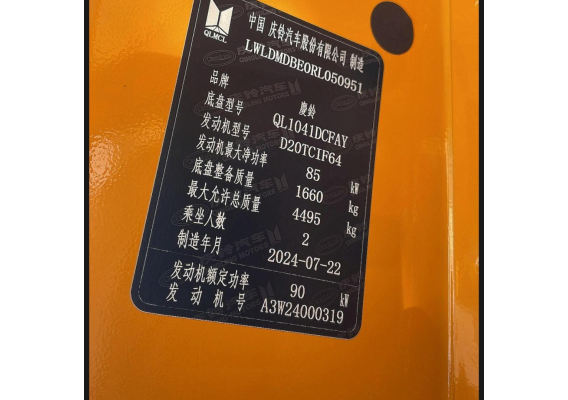 QLMCL
中国 庆铃汽车股份有限公司 制造
LWLDMDBE0RL050951
品牌 慶鈴
底盘型号 QL1041DCFAY
发动机型号 D20TCIF64
发动机最大净功率 85 kW
底盘整备质量 1660 kg
最大允许总质量 4495 kg
乘坐人数 2
制造年月 2024-07-22
发动机额定功率 90 kW
发动机号 A3W24000319